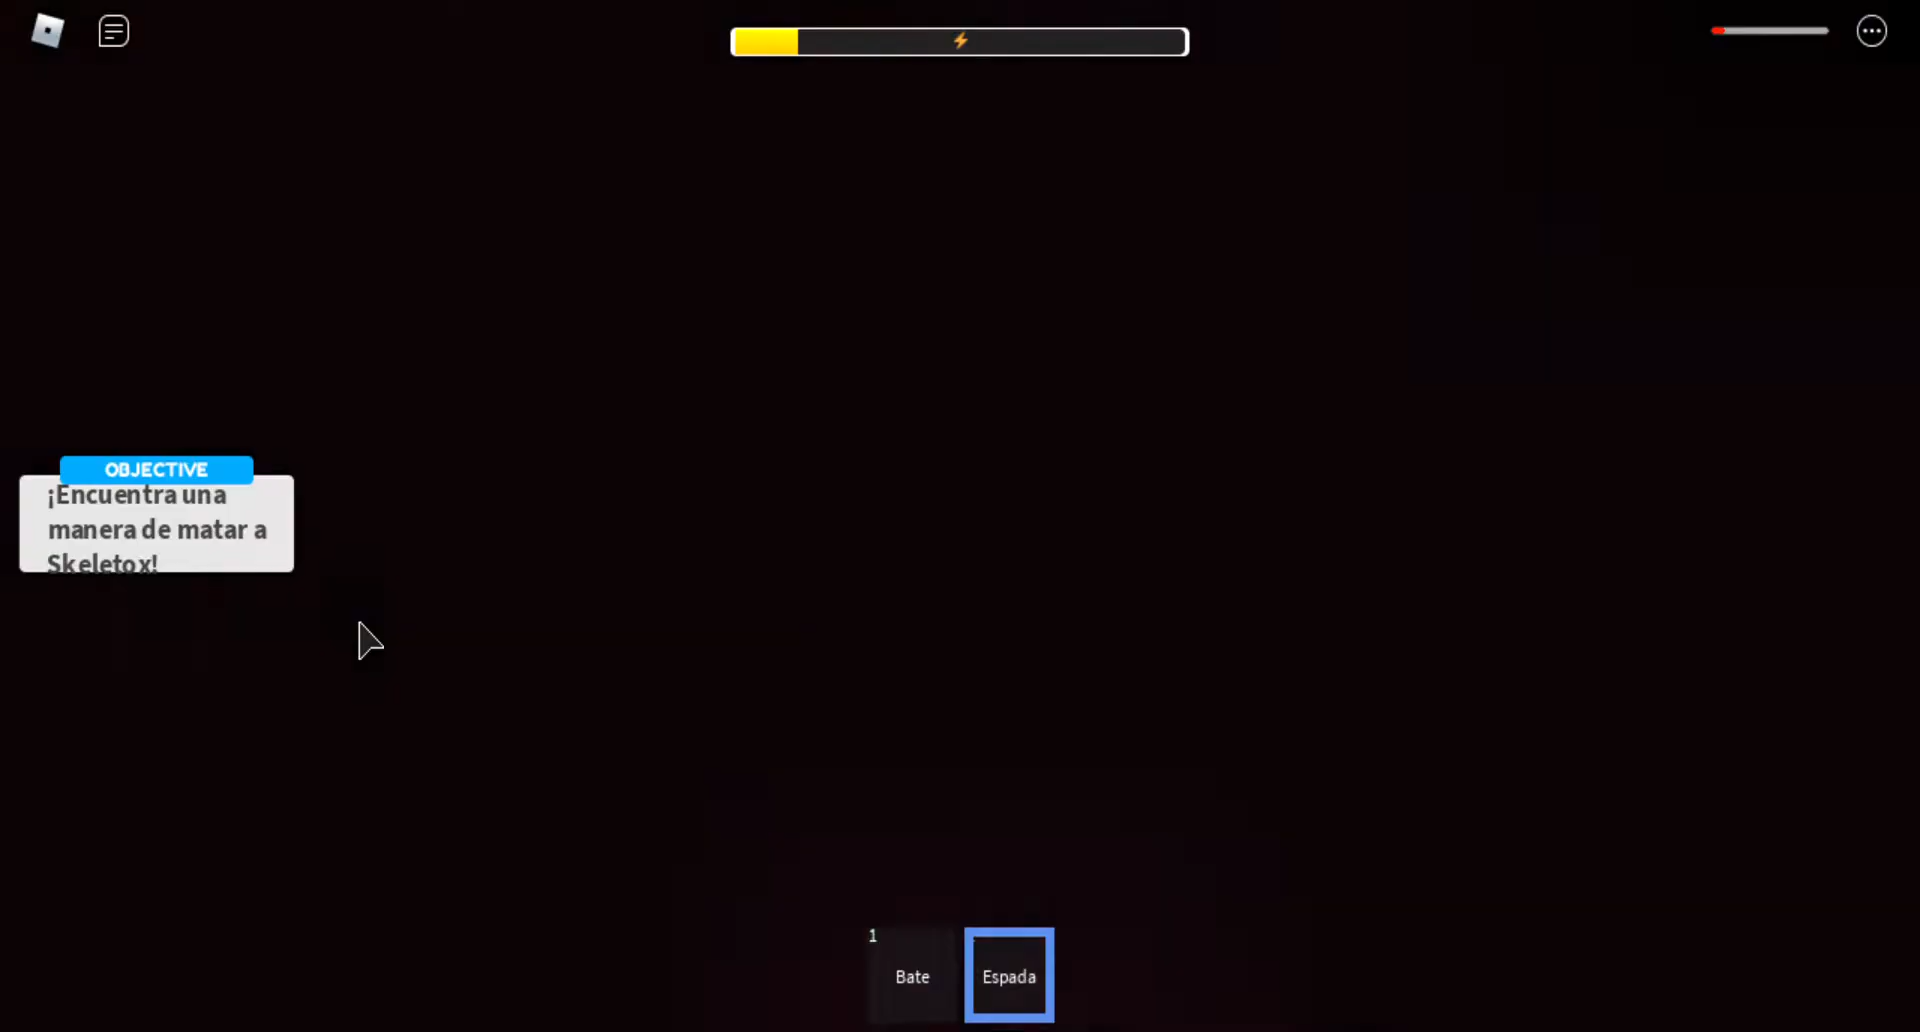 OBJECTIVE
¡Encuentra una
manera de matar a
Skeletox!
1
Bate
Espada